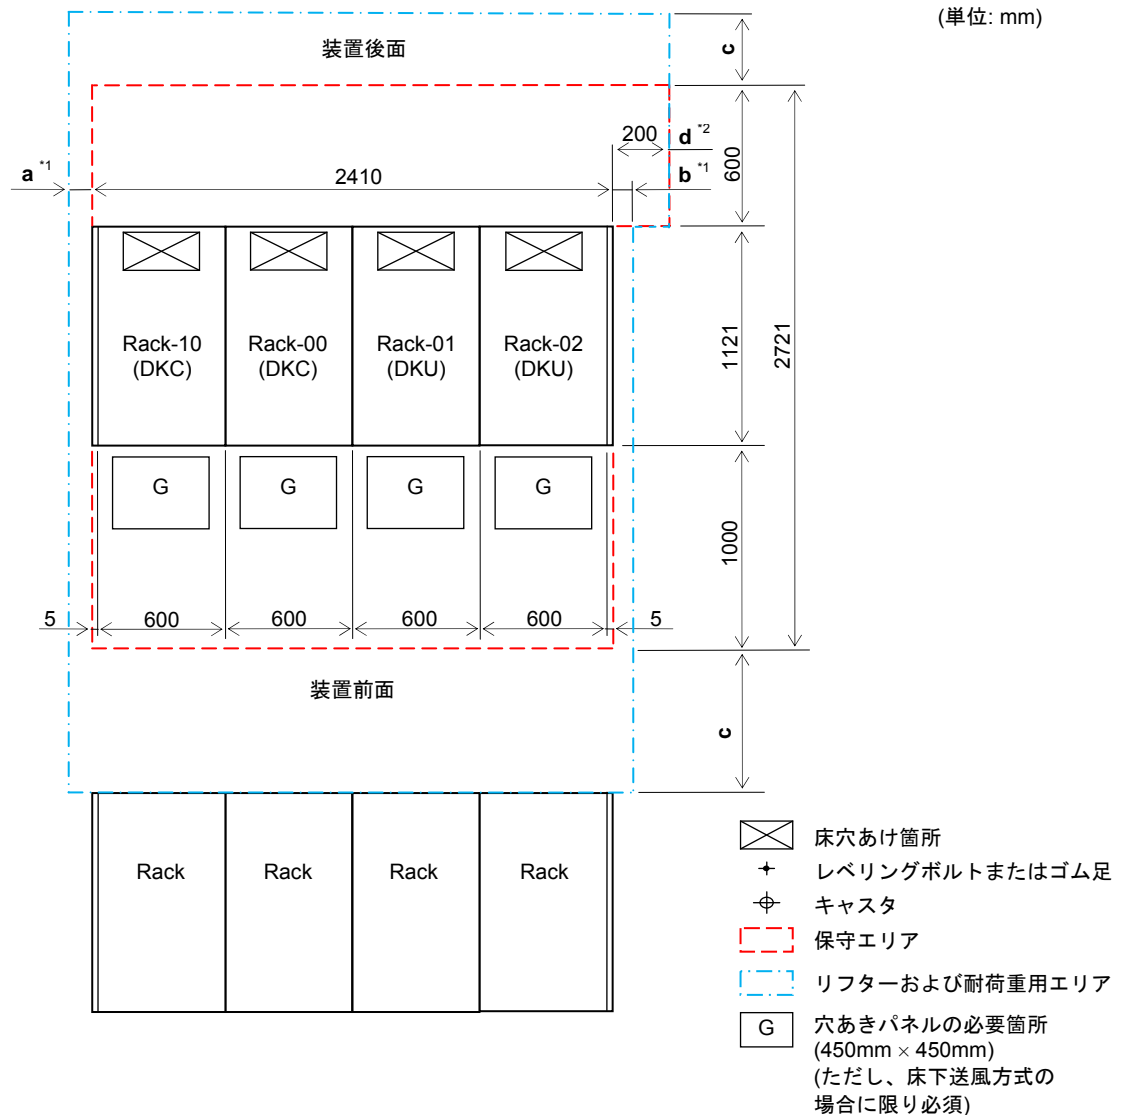 (単位: mm)
装置後面
c
200 d *2
600
a *1
2410
b *1
Rack-10
(DKC)
Rack-00
(DKC)
Rack-01
(DKU)
Rack-02
(DKU)
1121
2721
G
G
G
G
1000
5
600
600
600
600
5
装置前面
c
Rack
Rack
Rack
Rack
床穴あけ箇所
レベリングボルトまたはゴム足
キャスタ
保守エリア
リフターおよび耐荷重用エリア
G
穴あきパネルの必要箇所
(450mm × 450mm)
(ただし、床下送風方式の
場合に限り必須)